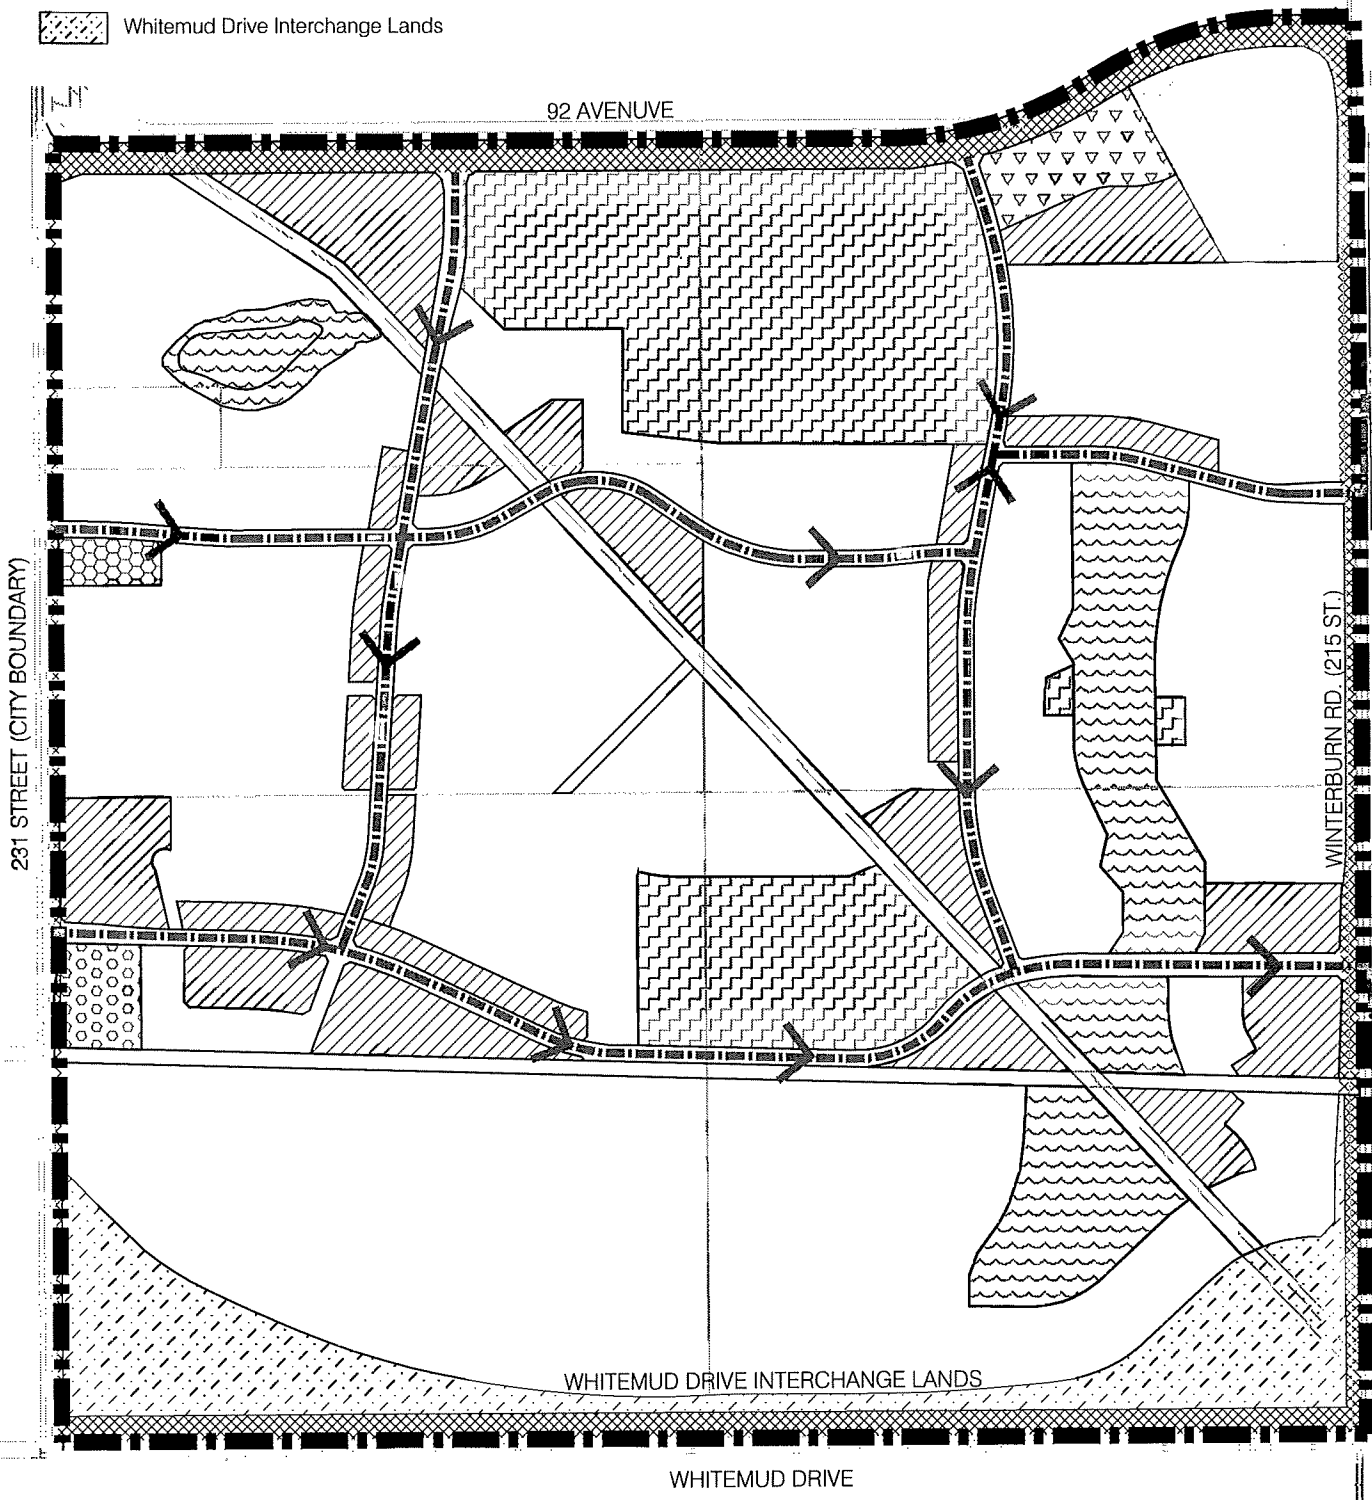 Whitemud Drive Interchange Lands
92 AVENUVE
231 STREET (CITY BOUNDARY)
WINTERBURN RD. (215 ST.)
WHITEMUD DRIVE INTERCHANGE LANDS
WHITEMUD DRIVE